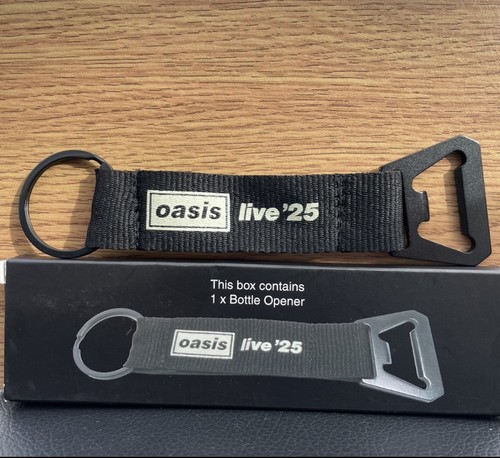 oasis live '25
This box contains
1 x Bottle Opener
oasis live '25